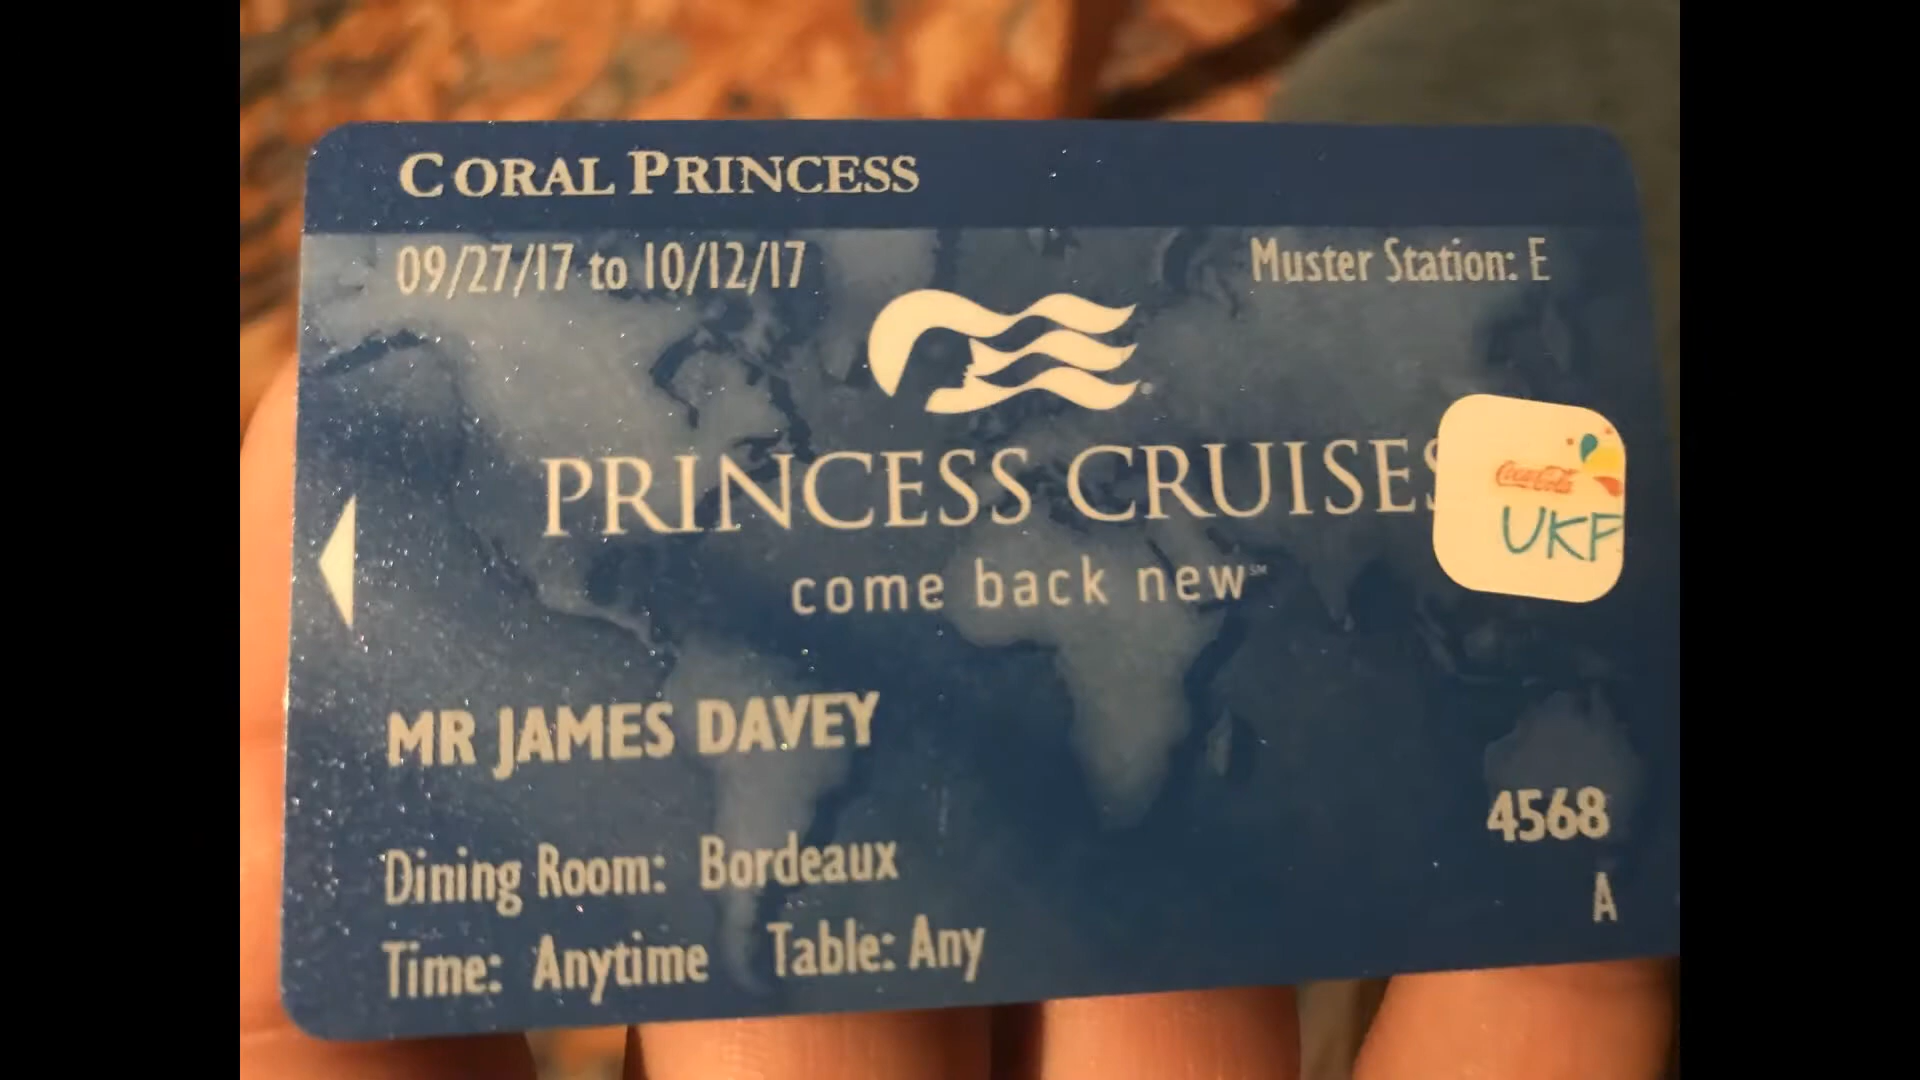 CORAL PRINCESS
09/27/17 to 10/12/17 Muster Station: E
PRINCESS CRUISES
come back new℠
Coca-Cola
UKF
MR JAMES DAVEY
4568
Dining Room: Bordeaux
A
Time: Anytime Table: Any